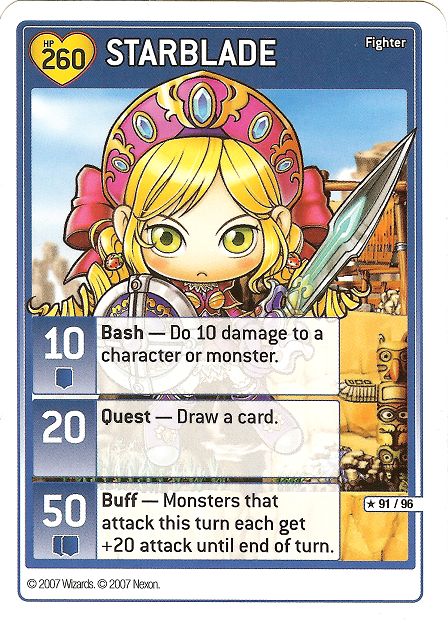 HP
260 STARBLADE Fighter
10 Bash — Do 10 damage to a
character or monster.
20 Quest — Draw a card.
50 Buff — Monsters that
attack this turn each get
+20 attack until end of turn.
★ 91 / 96
© 2007 Wizards. © 2007 Nexon.